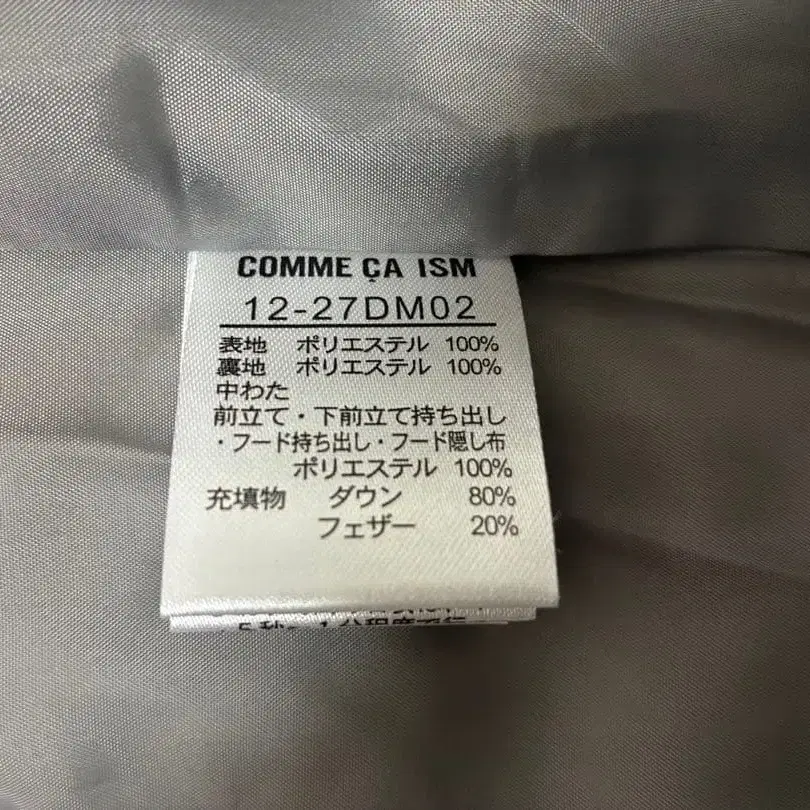 COMME ÇA ISM
12-27DM02
表地 ポリエステル 100%
裏地 ポリエステル 100%
中わた
前立て・下前立て持ち出し
・フード持ち出し・フード隠し布
ポリエステル 100%
充填物 ダウン 80%
フェザー 20%